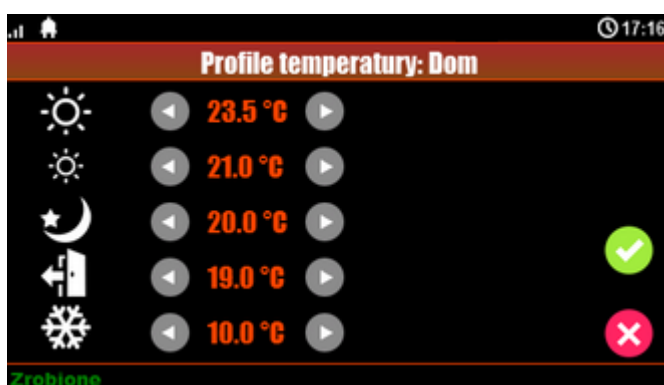 17:16
Profile temperatury: Dom
23.5 °C
21.0 °C
20.0 °C
19.0 °C
10.0 °C
Zrobione